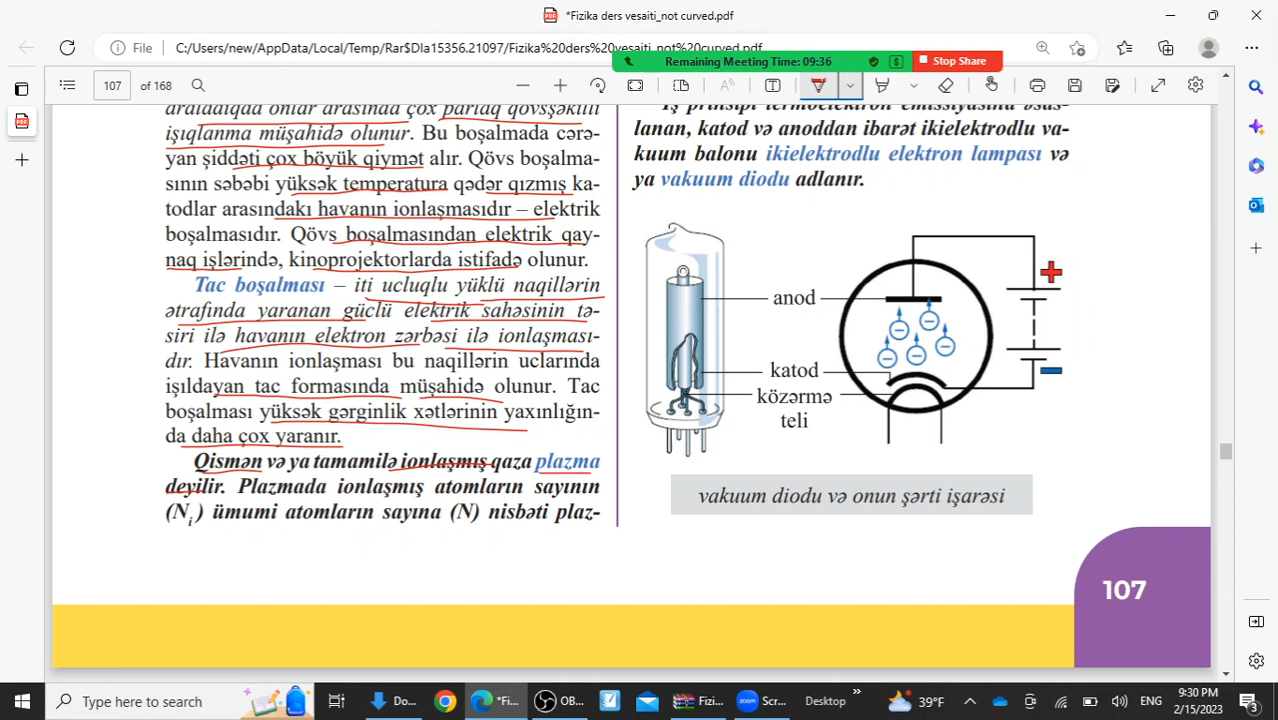 *Fizika ders vesaiti_not curved.pdf
File
C:/Users/new/AppData/Local/Temp/Rar$DIa15356.21097/Fizika%20ders%20vesaiti_not%20curved.pdf
Remaining Meeting Time: 09:36
Stop Share
107 of 168
aralandıqda onlar arasında çox parlaq qövsşəkilli
işıqlanma müşahidə olunur. Bu boşalmada cərə-
yan şiddəti çox böyük qiymət alır. Qövs boşalma-
sının səbəbi yüksək temperatura qədər qızmış ka-
todlar arasındakı havanın ionlaşmasıdır – elektrik
boşalmasıdır. Qövs boşalmasından elektrik qay-
naq işlərində, kinoprojektorlarda istifadə olunur.
Tac boşalması – iti ucluqlu yüklü naqillərin
ətrafında yaranan güclü elektrik sahəsinin tə-
siri ilə havanın elektron zərbəsi ilə ionlaşması-
dır. Havanın ionlaşması bu naqillərin uclarında
işıldayan tac formasında müşahidə olunur. Tac
boşalması yüksək gərginlik xətlərinin yaxınlığın-
da daha çox yaranır.
Qismən və ya tamamilə ionlaşmış qaza plazma
deyilir. Plazmada ionlaşmış atomların sayının
(Ni) ümumi atomların sayına (N) nisbəti plaz-
İş prinsipi termoelektron emissiyasına əsas-
lanan, katod və anoddan ibarət ikielektrodlu va-
kuum balonu ikielektrodlu elektron lampası və
ya vakuum diodu adlanır.
anod
katod
közərmə
teli
+
vakuum diodu və onun şərti işarəsi
107
Type here to search
Do...
*Fi...
OB...
Fizi...
zoom
Scr...
Desktop
39°F
ENG
9:30 PM
2/15/2023
3